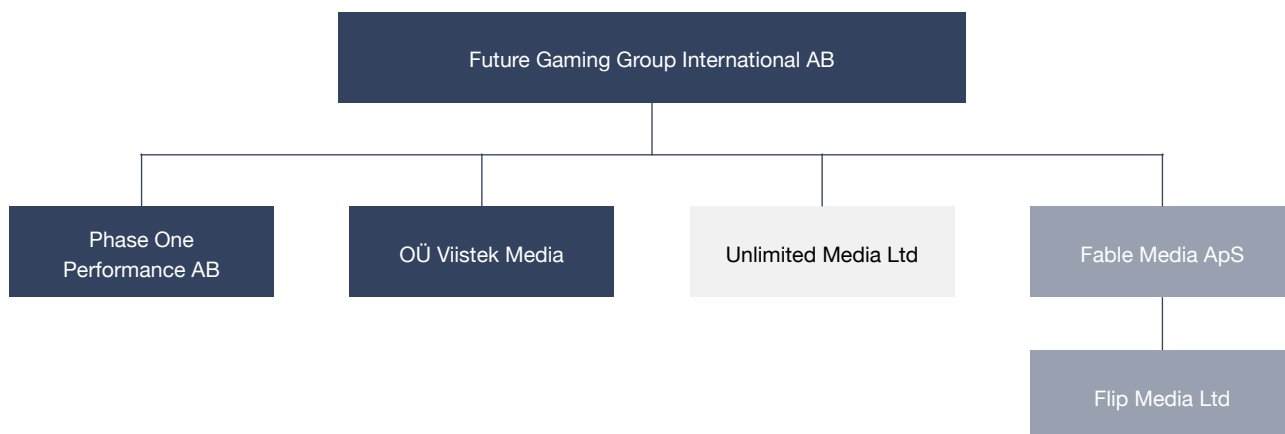 Future Gaming Group International AB
Phase One
Performance AB
OÜ Viistek Media
Unlimited Media Ltd
Fable Media ApS
Flip Media Ltd